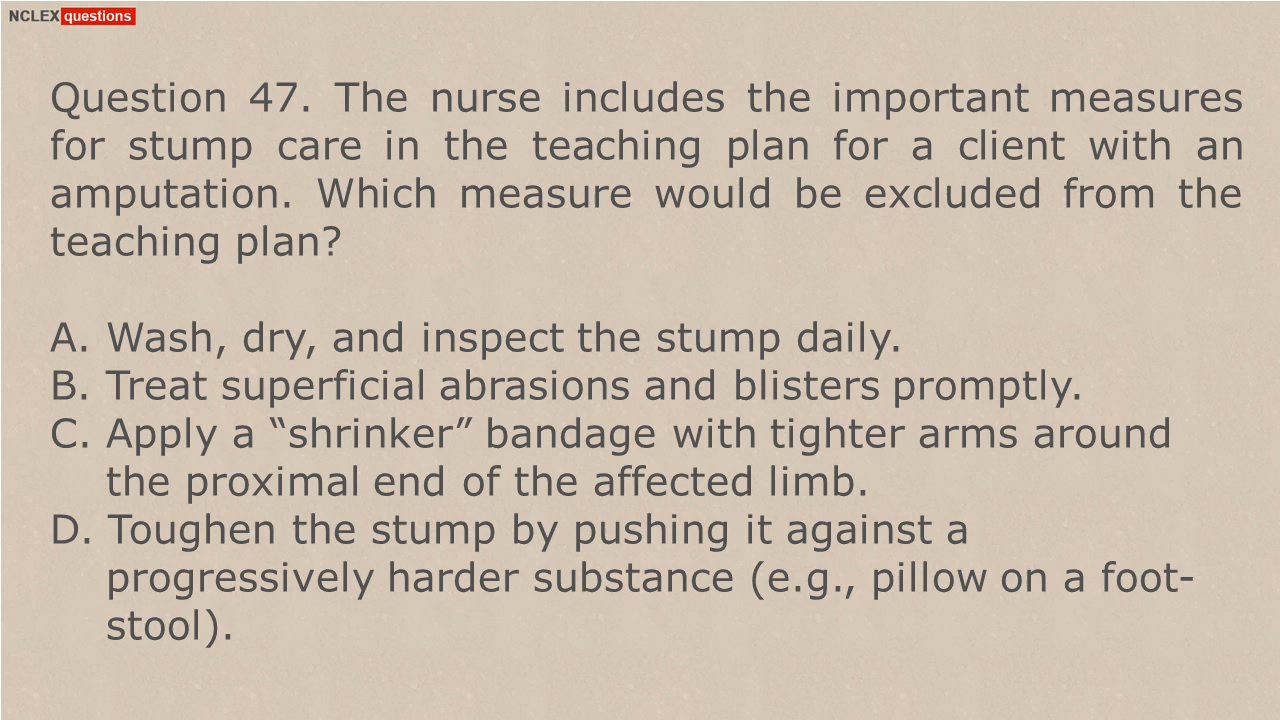 NCLEX questions
Question 47. The nurse includes the important measures
for stump care in the teaching plan for a client with an
amputation. Which measure would be excluded from the
teaching plan?
A. Wash, dry, and inspect the stump daily.
B. Treat superficial abrasions and blisters promptly.
C. Apply a “shrinker” bandage with tighter arms around
the proximal end of the affected limb.
D. Toughen the stump by pushing it against a
progressively harder substance (e.g., pillow on a foot-
stool).